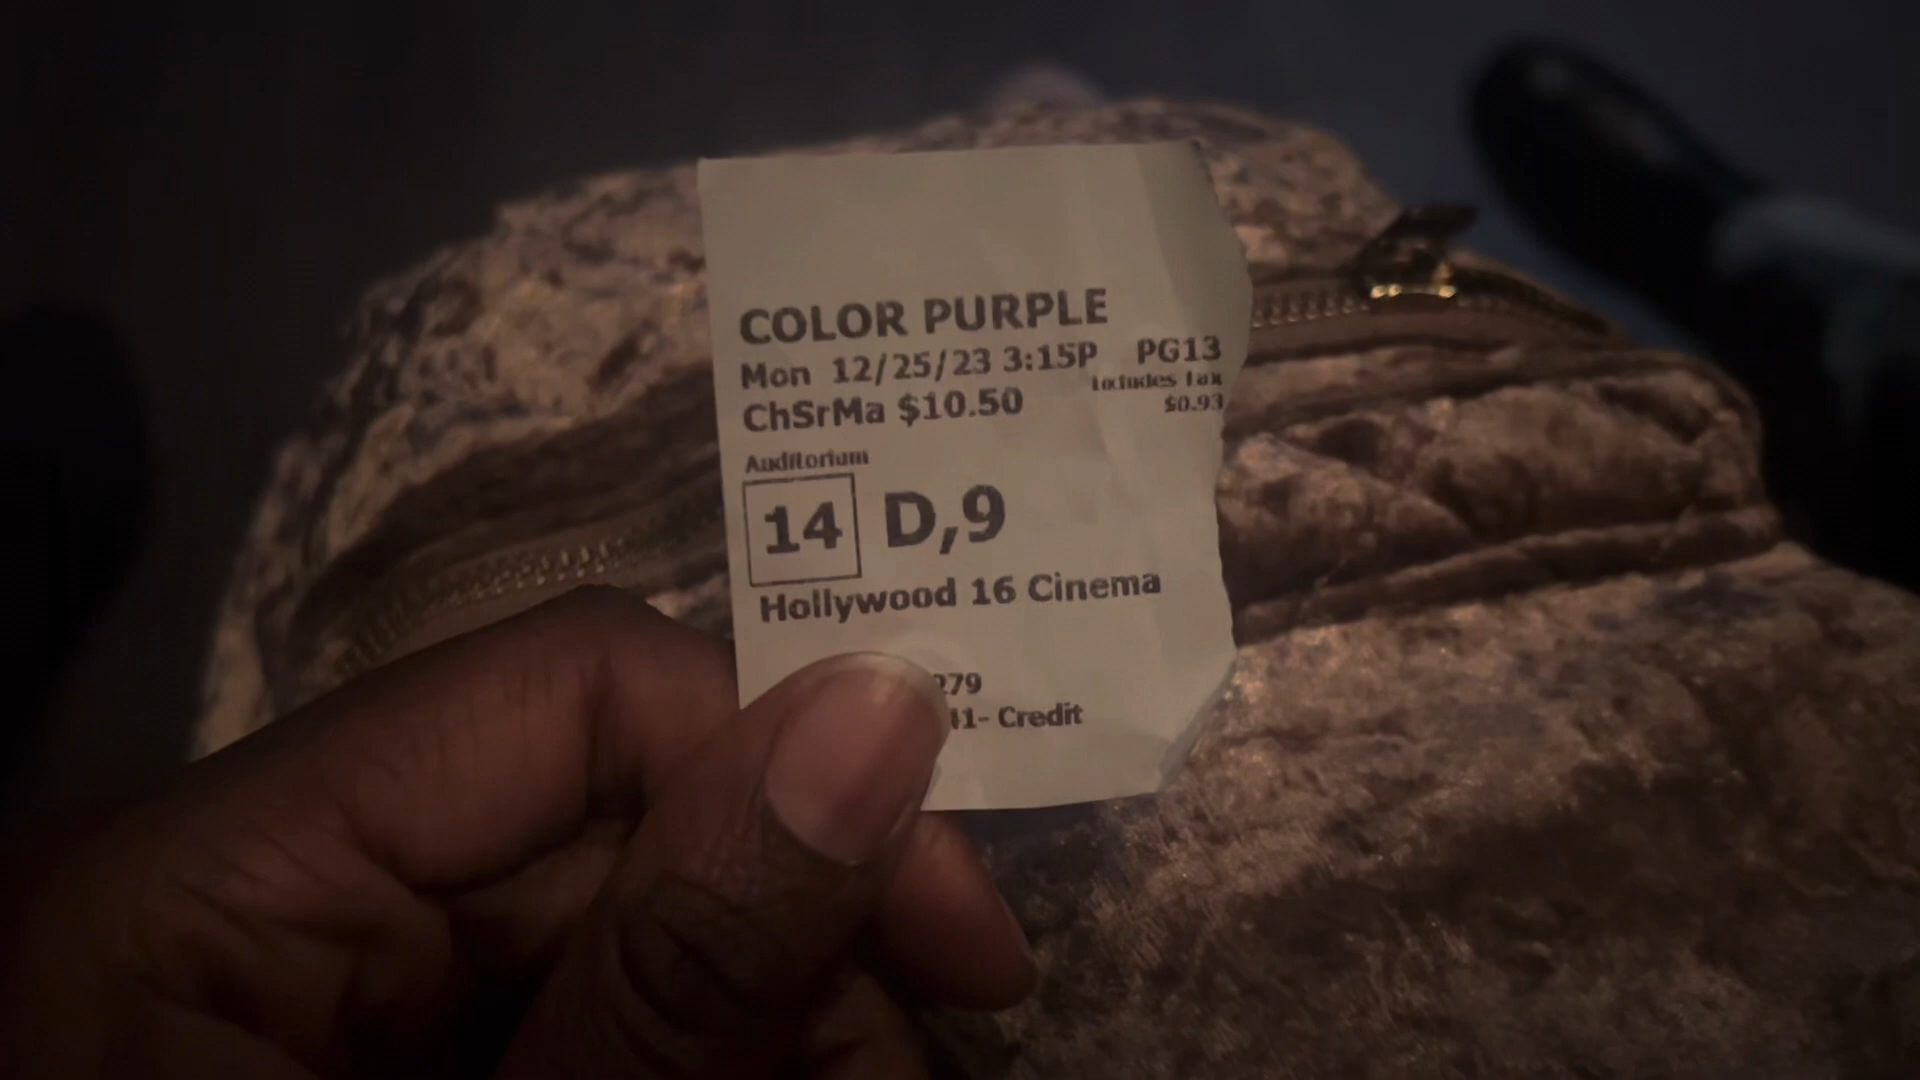 COLOR PURPLE
Mon 12/25/23 3:15P PG13
Includes Tax
ChSrMa $10.50 $0.93
Auditorium
14 D,9
Hollywood 16 Cinema
279
41- Credit